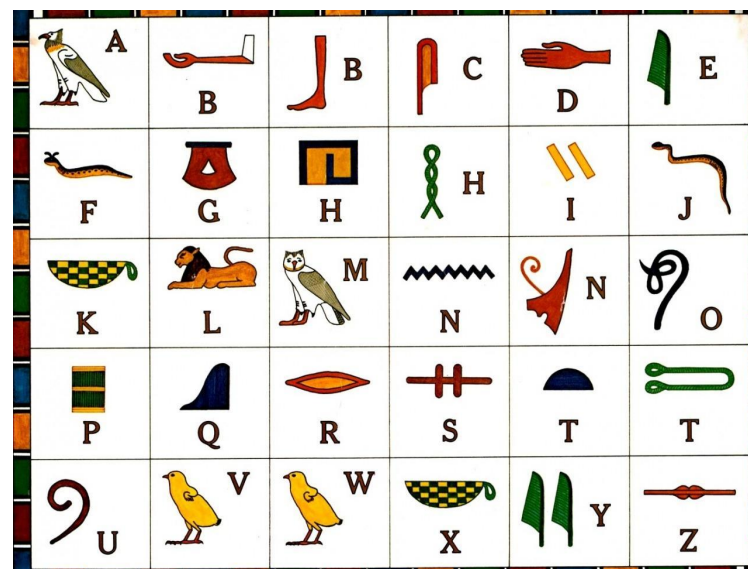 A B B C D E
F G H H I J
K L M N N O
P Q R S T T
U V W X Y Z